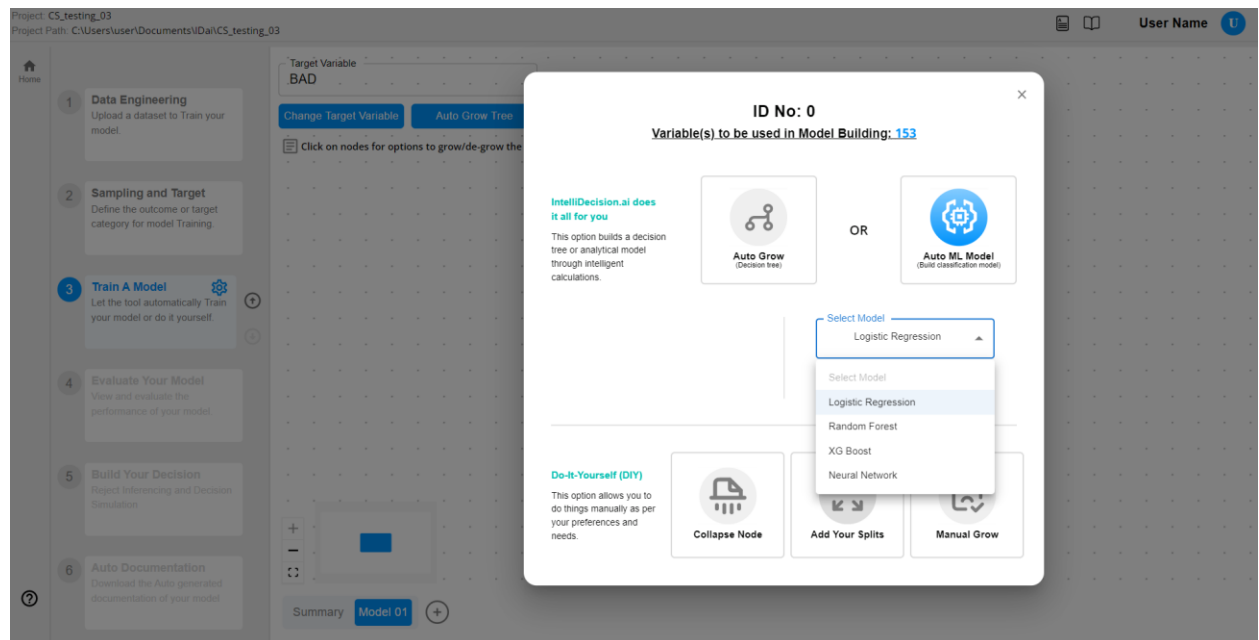 Project: CS_testing_03
Project Path: C:\Users\user\Documents\IDai\CS_testing_03
User Name
U
Home
1
Data Engineering
Upload a dataset to Train your
model.
2
Sampling and Target
Define the outcome or target
category for model Training.
3
Train A Model
Let the tool automatically Train
your model or do it yourself.
4
Evaluate Your Model
View and evaluate the
performance of your model.
5
Build Your Decision
Reject Inferencing and Decision
Simulation
6
Auto Documentation
Download the Auto generated
documentation of your model
Target Variable
BAD
Change Target Variable
Auto Grow Tree
Click on nodes for options to grow/de-grow the
Summary
Model 01
ID No: 0
Variable(s) to be used in Model Building: 153
IntelliDecision.ai does
it all for you
This option builds a decision
tree or analytical model
through intelligent
calculations.
Auto Grow
(Decision tree)
OR
Auto ML Model
(Build classification model)
Select Model
Logistic Regression
Select Model
Logistic Regression
Random Forest
XG Boost
Neural Network
Do-It-Yourself (DIY)
This option allows you to
do things manually as per
your preferences and
needs.
Collapse Node
Add Your Splits
Manual Grow